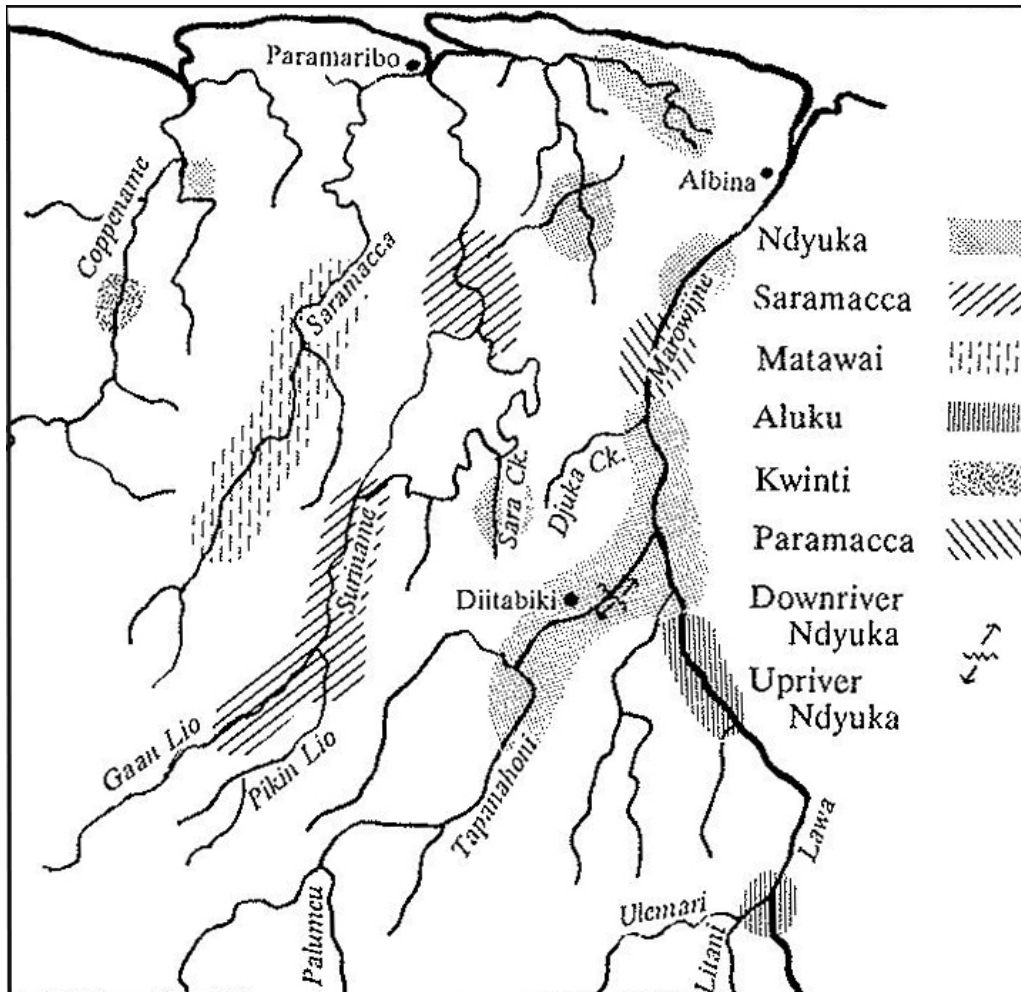 Paramaribo
Albina
Coppename
Saramacca
Marowijne
Ndyuka
Saramacca
Matawai
Aluku
Kwinti
Paramacca
Downriver
Ndyuka
Upriver
Ndyuka
Djuka Ck.
Sara Ck.
Suriname
Diitabiki
Gaan Lio
Pikin Lio
Tapanahoni
Lawa
Ulemari
Litani
Palumeu